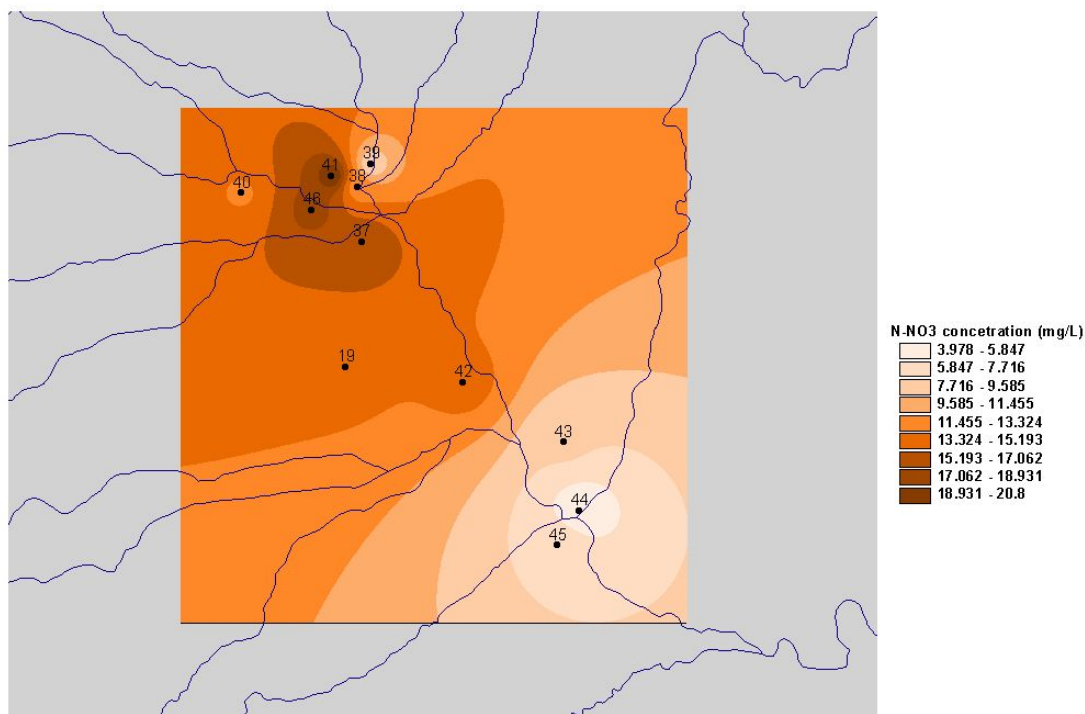 39
41
38
40
46
37
19
42
43
44
45
N-NO3 concetration (mg/L)
3.978 - 5.847
5.847 - 7.716
7.716 - 9.585
9.585 - 11.455
11.455 - 13.324
13.324 - 15.193
15.193 - 17.062
17.062 - 18.931
18.931 - 20.8